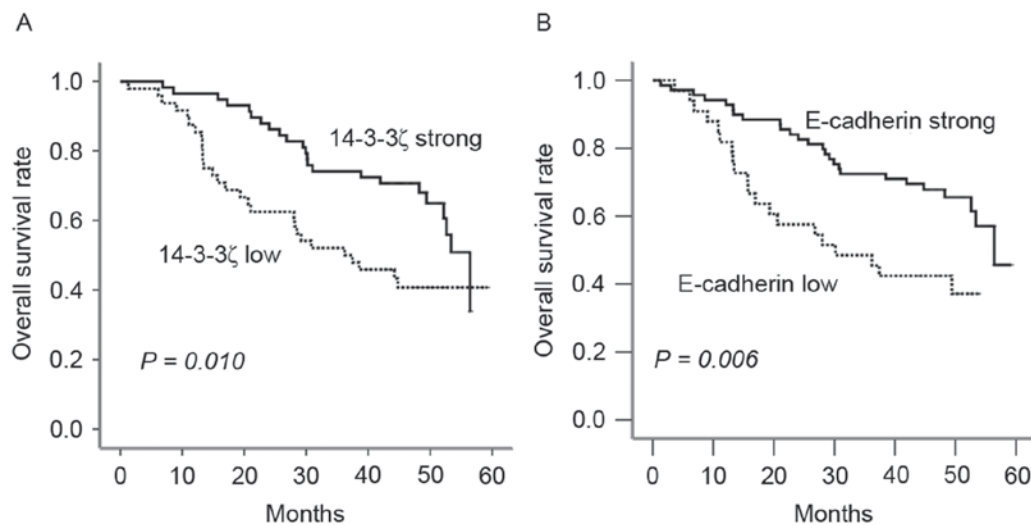 A
Overall survival rate
1.0
0.8
0.6
0.4
0.2
0.0
14-3-3ζ strong
14-3-3ζ low
P = 0.010
0 10 20 30 40 50 60
Months
B
Overall survival rate
1.0
0.8
0.6
0.4
0.2
0.0
E-cadherin strong
E-cadherin low
P = 0.006
0 10 20 30 40 50 60
Months